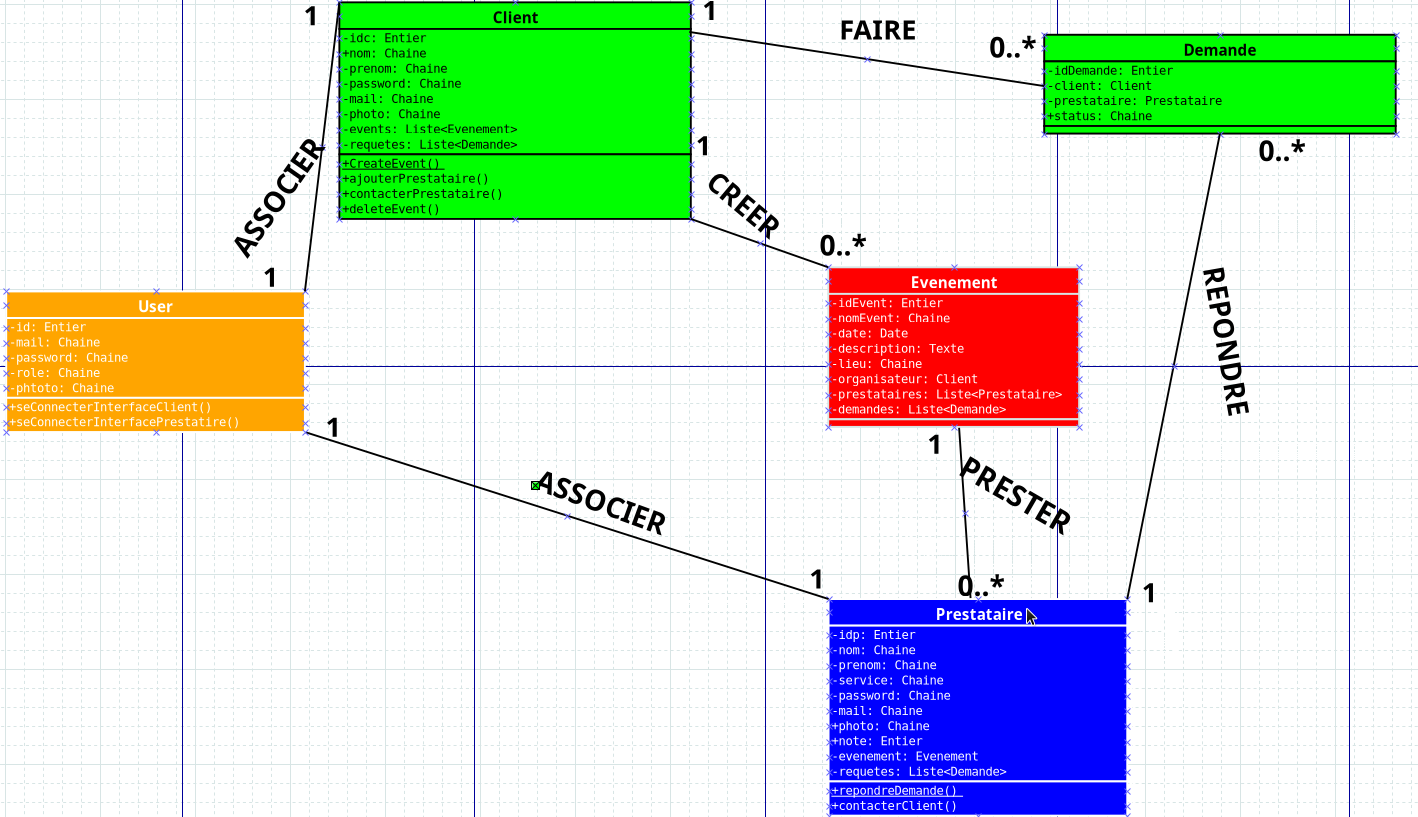 1
Client
-idc: Entier
+nom: Chaine
-prenom: Chaine
-password: Chaine
-mail: Chaine
-photo: Chaine
-events: Liste<Evenement>
-requetes: Liste<Demande>
+CreateEvent()
+ajouterPrestataire()
+contacterPrestataire()
+deleteEvent()
1
FAIRE
0..*
Demande
-idDemande: Entier
-client: Client
-prestataire: Prestataire
+status: Chaine
0..*
1
CREER
0..*
ASSOCIER
1
User
-id: Entier
-mail: Chaine
-password: Chaine
-role: Chaine
-phtoto: Chaine
+seConnecterInterfaceClient()
+seConnecterInterfacePrestatire()
1
Evenement
-idEvent: Entier
-nomEvent: Chaine
-date: Date
-description: Texte
-lieu: Chaine
-organisateur: Client
-prestataires: Liste<Prestataire>
-demandes: Liste<Demande>
REPONDRE
1
PRESTER
ASSOCIER
1
0..*
1
Prestataire
-idp: Entier
-nom: Chaine
-prenom: Chaine
-service: Chaine
-password: Chaine
-mail: Chaine
+photo: Chaine
+note: Entier
-evenement: Evenement
-requetes: Liste<Demande>
+repondreDemande()
+contacterClient()